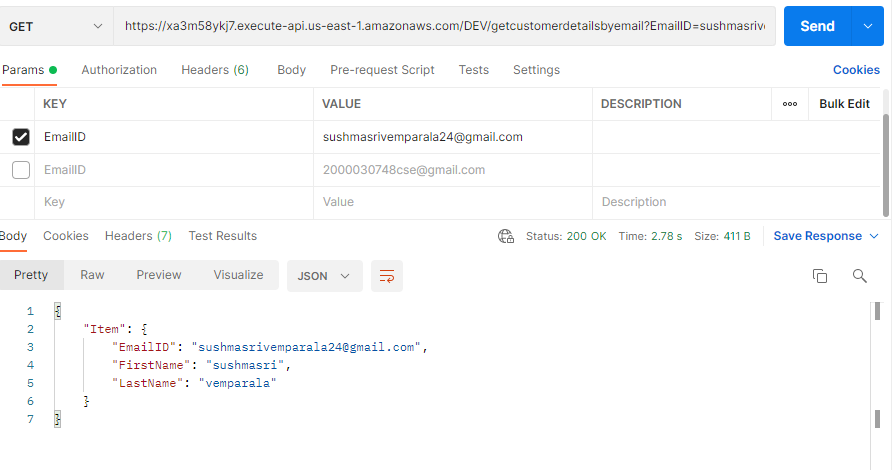 GET https://xa3m58ykj7.execute-api.us-east-1.amazonaws.com/DEV/getcustomerdetailsbyemail?EmailID=sushmasrive Send
Params Authorization Headers (6) Body Pre-request Script Tests Settings Cookies
KEY VALUE DESCRIPTION ooo Bulk Edit
EmailID sushmasrivemparala24@gmail.com
EmailID 2000030748cse@gmail.com
Key Value Description
Body Cookies Headers (7) Test Results Status: 200 OK Time: 2.78 s Size: 411 B Save Response
Pretty Raw Preview Visualize JSON
1 {
2 "Item": {
3 "EmailID": "sushmasrivemparala24@gmail.com",
4 "FirstName": "sushmasri",
5 "LastName": "vemparala"
6 }
7 }